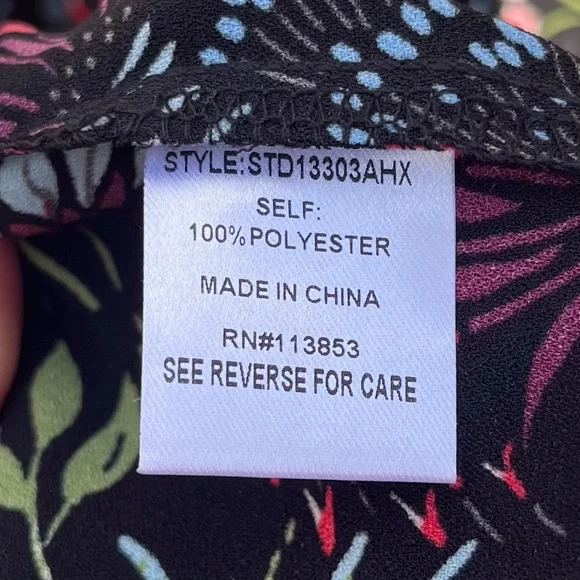 STYLE:STD13303AHX
SELF:
100%POLYESTER
MADE IN CHINA
RN#113853
SEE REVERSE FOR CARE